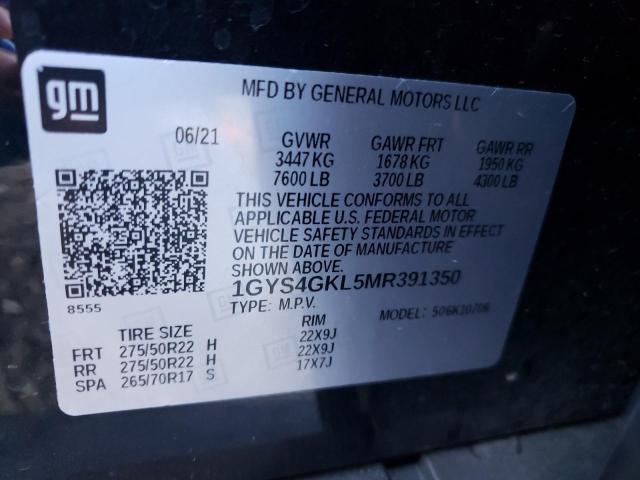 gm
MFD BY GENERAL MOTORS LLC
06/21 GVWR GAWR FRT GAWR RR
3447 KG 1678 KG 1950 KG
7600 LB 3700 LB 4300 LB
THIS VEHICLE CONFORMS TO ALL
APPLICABLE U.S. FEDERAL MOTOR
VEHICLE SAFETY STANDARDS IN EFFECT
ON THE DATE OF MANUFACTURE
SHOWN ABOVE.
1GYS4GKL5MR391350
8555
TYPE: M.P.V. MODEL: 506K10706
TIRE SIZE RIM
FRT 275/50R22 H 22X9J
RR 275/50R22 H 22X9J
SPA 265/70R17 S 17X7J